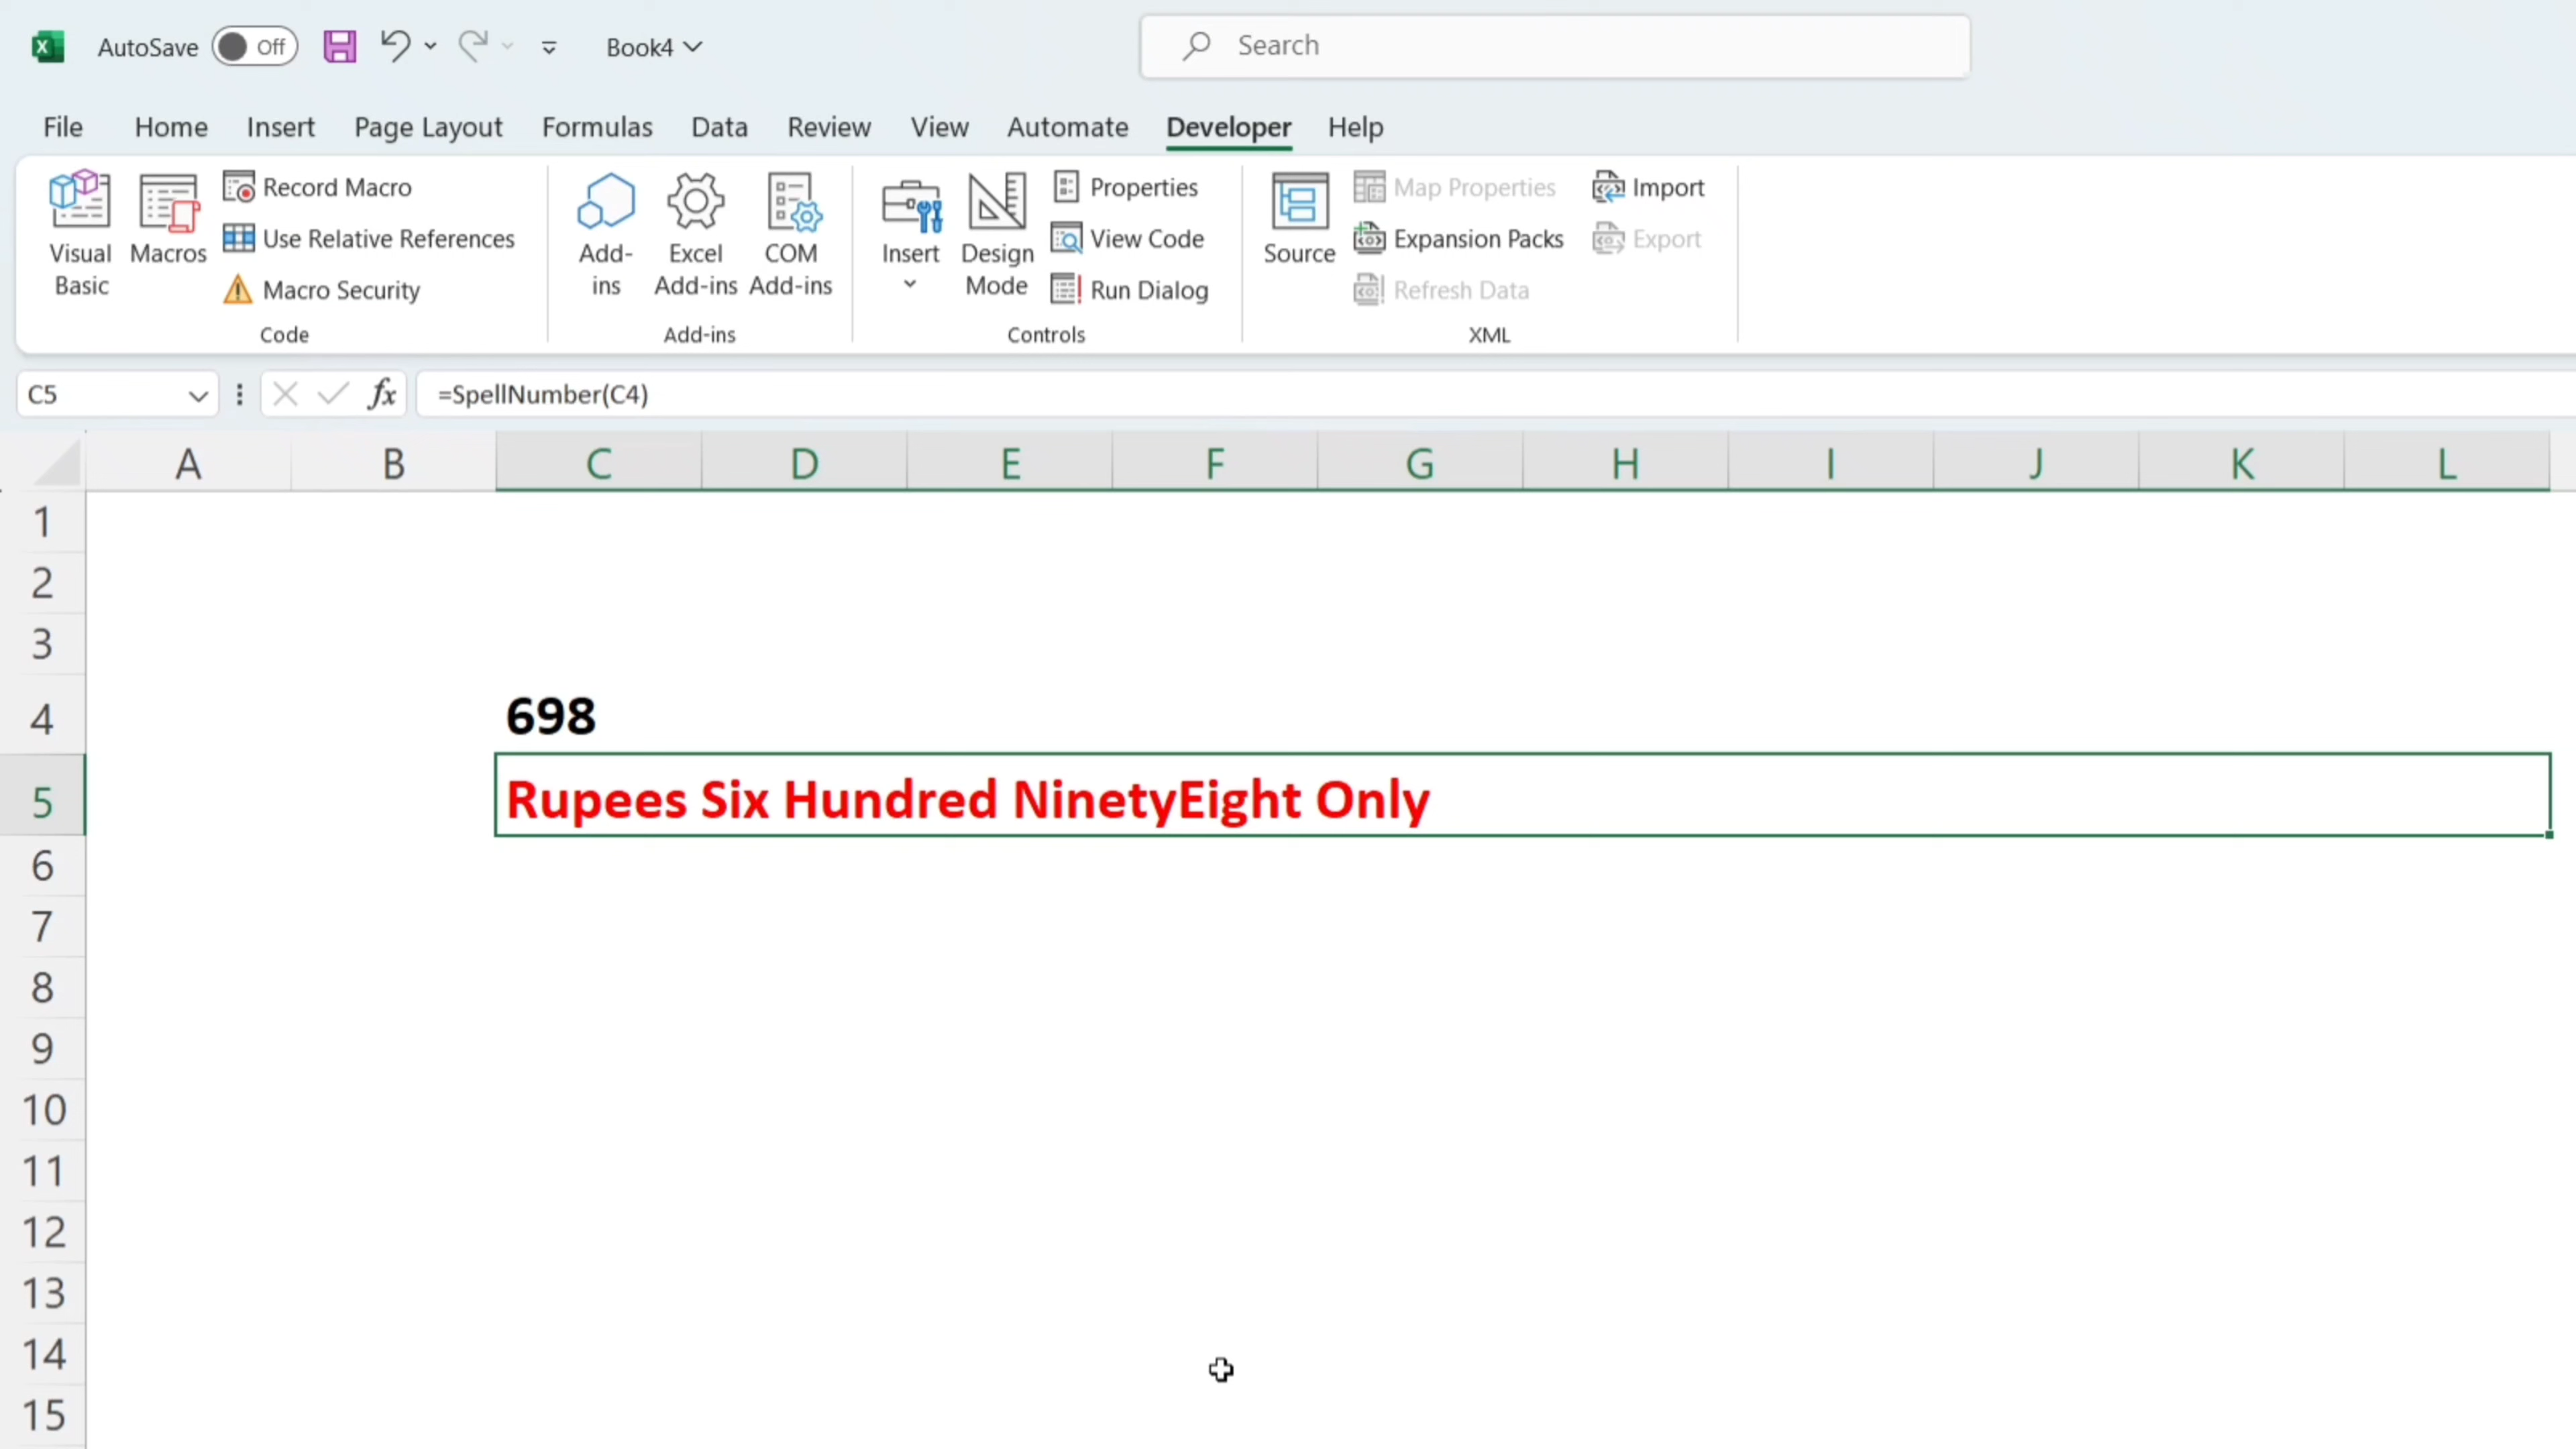 AutoSave Off Book4 Search
File Home Insert Page Layout Formulas Data Review View Automate Developer Help
Visual Basic
Macros
Record Macro
Use Relative References
Macro Security
Code
Add-ins
Excel Add-ins
COM Add-ins
Add-ins
Insert
Design Mode
Properties
View Code
Run Dialog
Controls
Source
Map Properties
Expansion Packs
Refresh Data
Import
Export
XML
C5 fx =SpellNumber(C4)
A B C D E F G H I J K L
1
2
3
4 698
5 Rupees Six Hundred NinetyEight Only
6
7
8
9
10
11
12
13
14
15